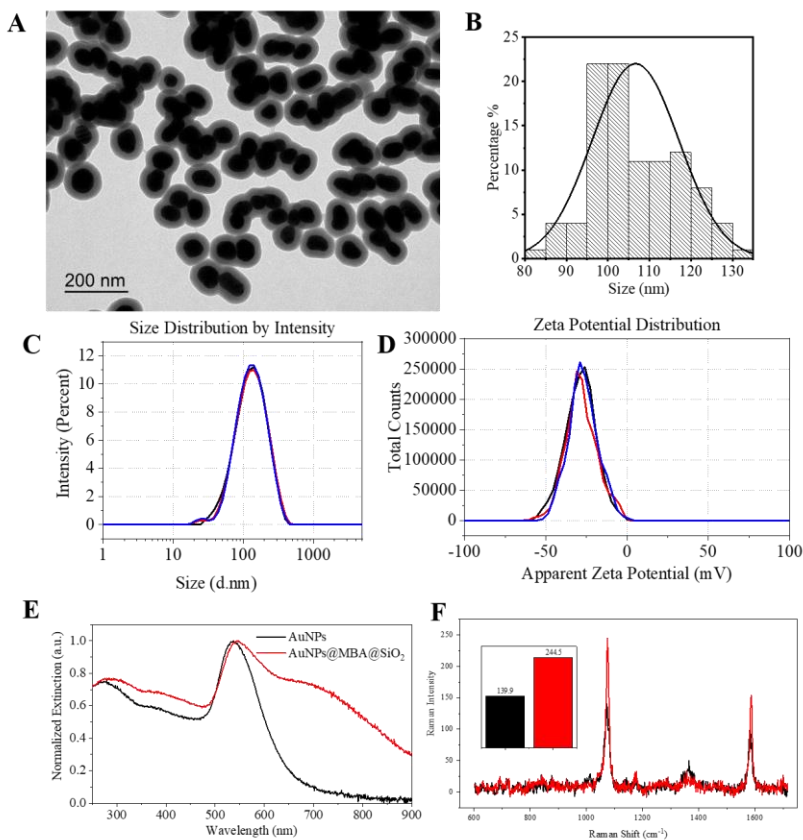 A
200 nm
B
Percentage %
25
20
15
10
5
0
80 90 100 110 120 130
Size (nm)
C
Size Distribution by Intensity
Intensity (Percent)
12
10
8
6
4
2
0
1 10 100 1000
Size (d.nm)
D
Zeta Potential Distribution
Total Counts
300000
250000
200000
150000
100000
50000
0
-100 -50 0 50 100
Apparent Zeta Potential (mV)
E
Normalized Extinction (a.u.)
1.0
0.8
0.6
0.4
0.2
0.0
AuNPs
AuNPs@MBA@SiO₂
300 400 500 600 700 800 900
Wavelength (nm)
F
Raman Intensity
250
200
150
100
50
0
139.9
244.5
600 800 1000 1200 1400 1600
Raman Shift (cm⁻¹)